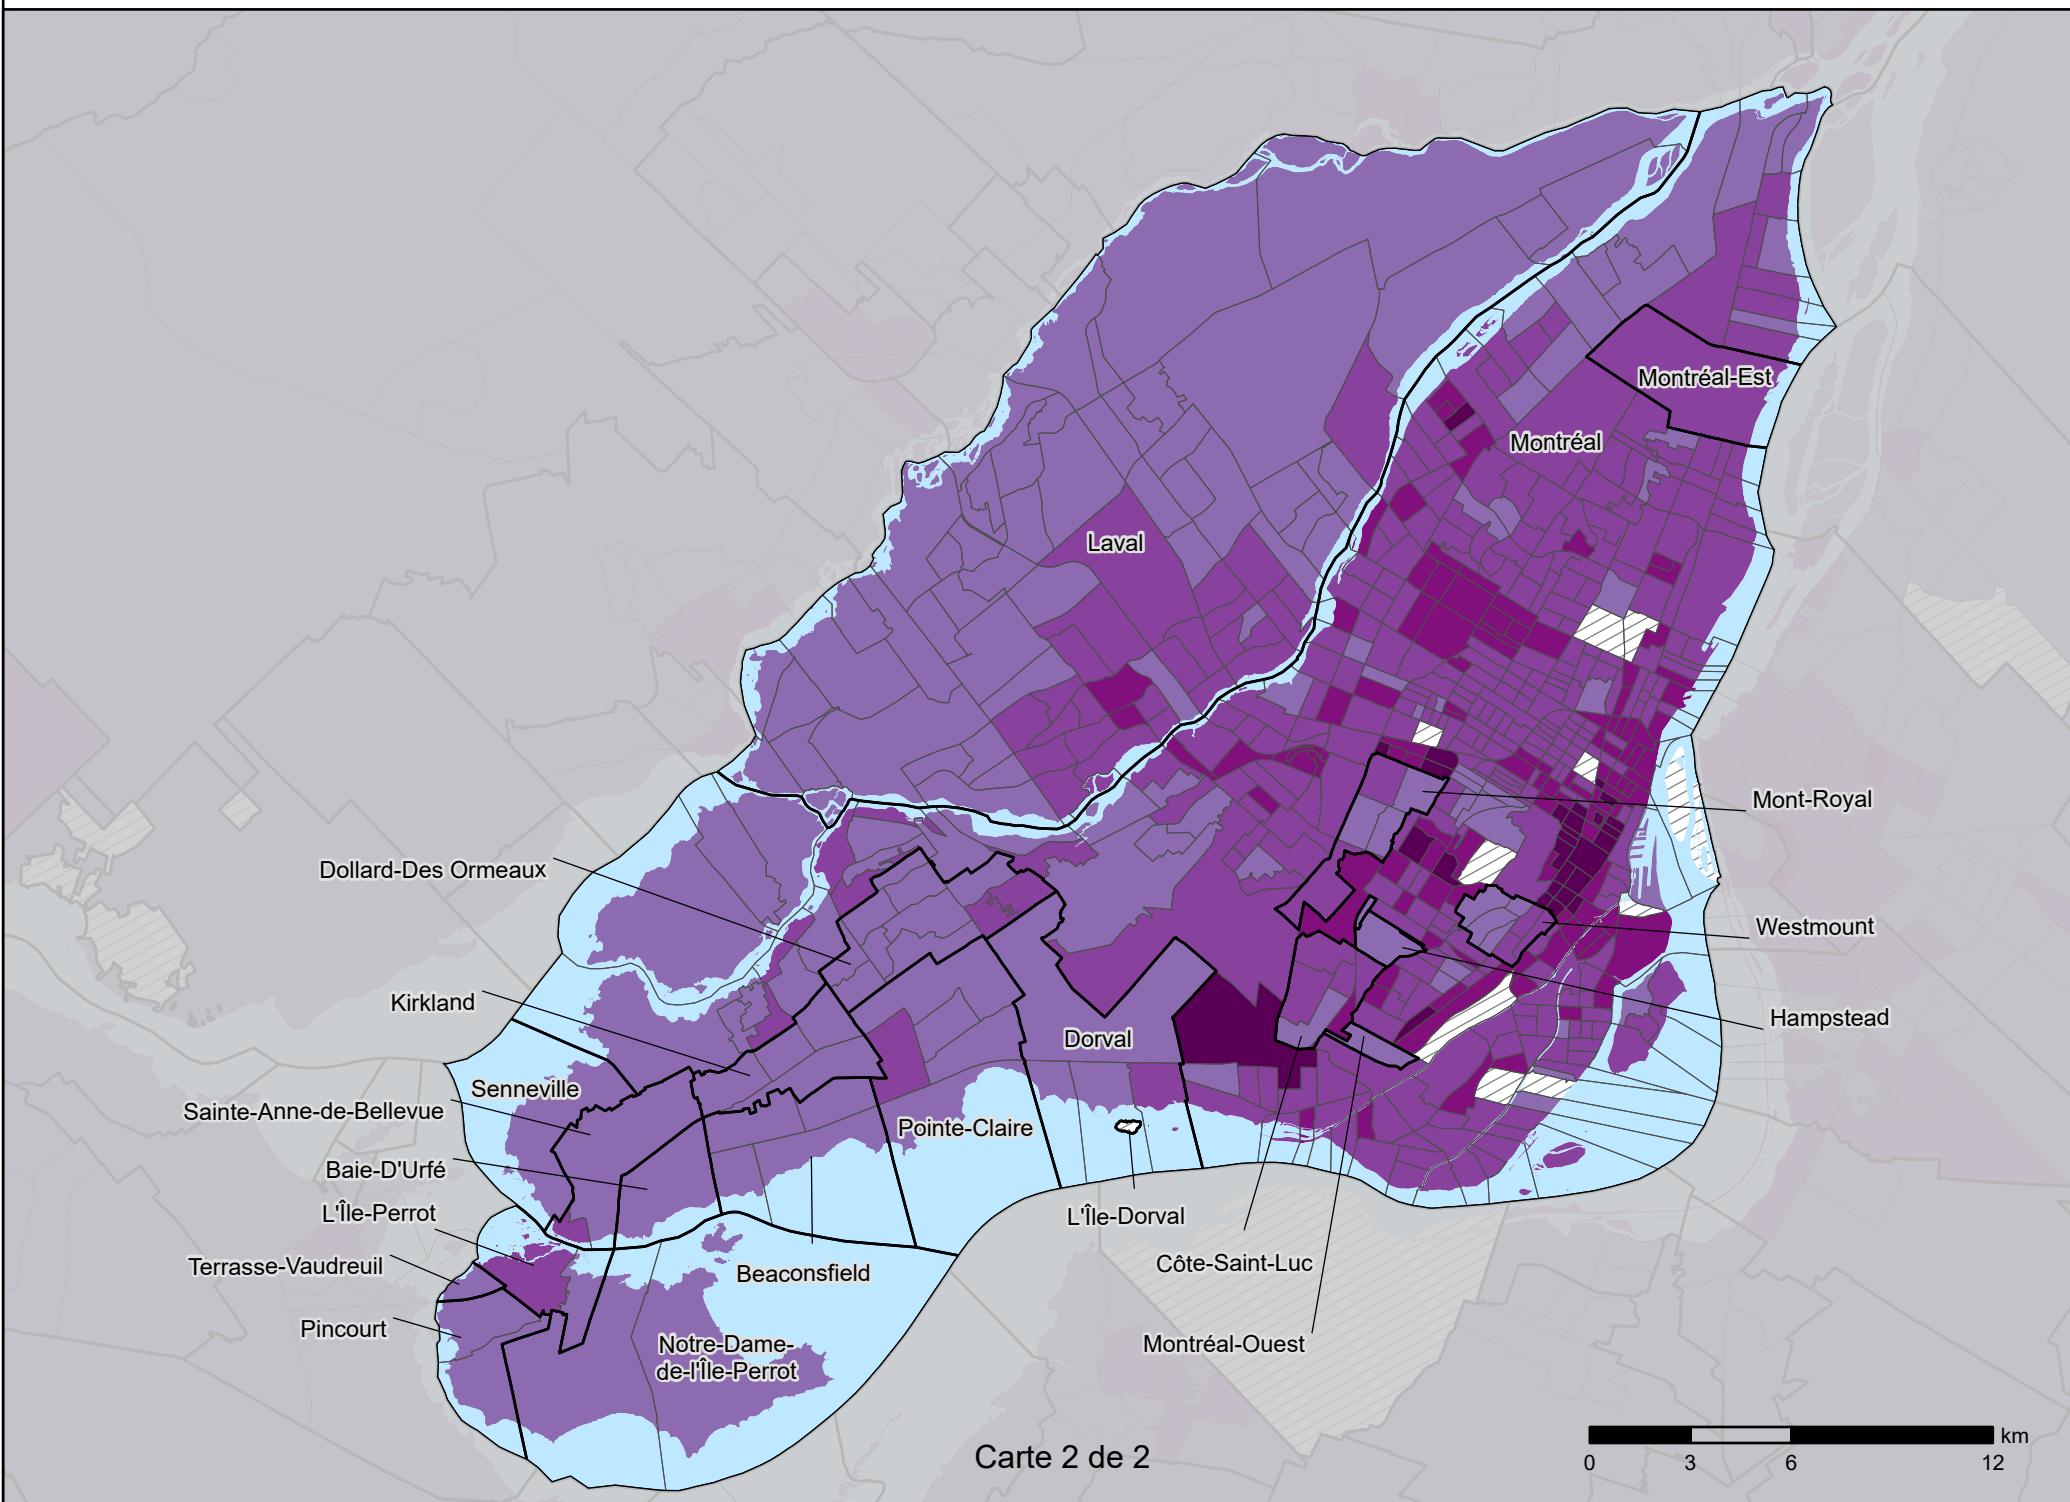 Montréal-Est
Montréal
Laval
Mont-Royal
Dollard-Des Ormeaux
Westmount
Kirkland
Hampstead
Dorval
Senneville
Sainte-Anne-de-Bellevue
Pointe-Claire
Baie-D'Urfé
L'Île-Perrot
L'Île-Dorval
Terrasse-Vaudreuil
Beaconsfield
Côte-Saint-Luc
Pincourt
Notre-Dame-
de-l'Île-Perrot
Montréal-Ouest
Carte 2 de 2
km
0 3 6 12